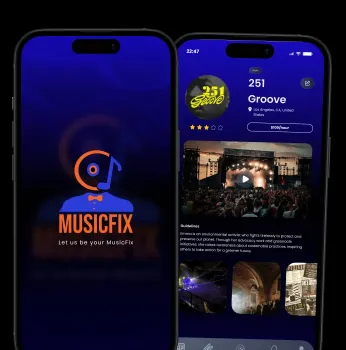 MUSICFIX
Let us be your MusicFix
22:47
251
Groove
251
Groove
Los Angeles, CA, United
States
$100/hour
Guidelines
is an environmental activist who fights tirelessly to protect and
preserve our planet. Through her advocacy work and grassroots
initiatives, she raises awareness about sustainable practices, inspiring
others to take action for a greener future.